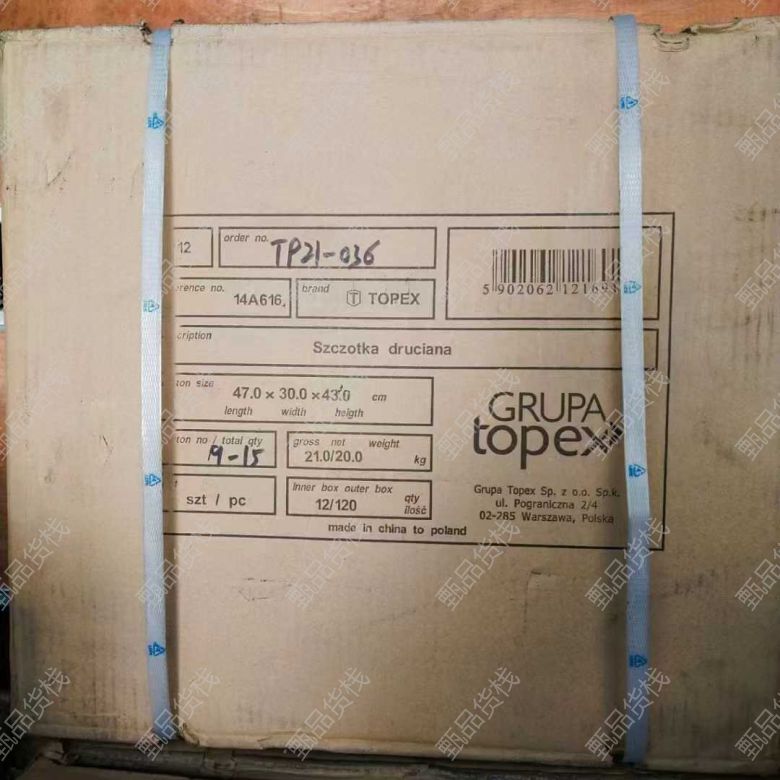 12
order no.
TP21-036
5 902062 12169
erence no.
14A616
brand
TOPEX
cription
Szczotka druciana
ton size
47.0 × 30.0 × 43.0 cm
length width heigth
GRUPA
topex
ton no / total qty
19-15
gross net weight
21.0/20.0 kg
szt / pc
Inner box outer box
12/120
qty
ilość
Grupa Topex Sp. z o.o. Sp.k.
ul. Pograniczna 2/4
02-285 Warszawa, Polska
made in china to poland
甄品货栈